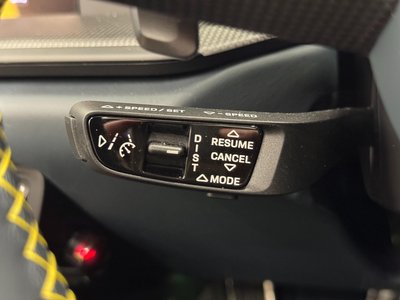 + SPEED/SET - SPEED
DIST
RESUME
CANCEL
MODE